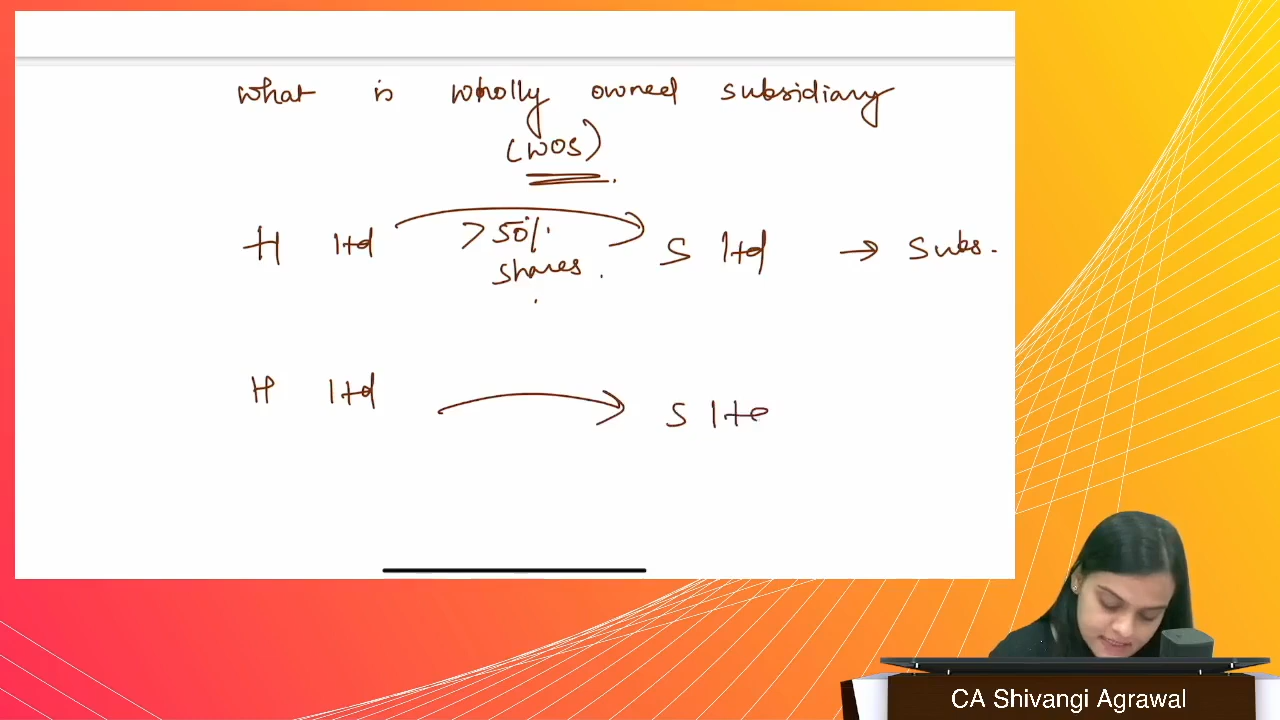 what is wholly owned subsidiary
(WOS)
H ltd > 50% shares. S ltd → Subs.
H ltd → S ltd
CA Shivangi Agrawal